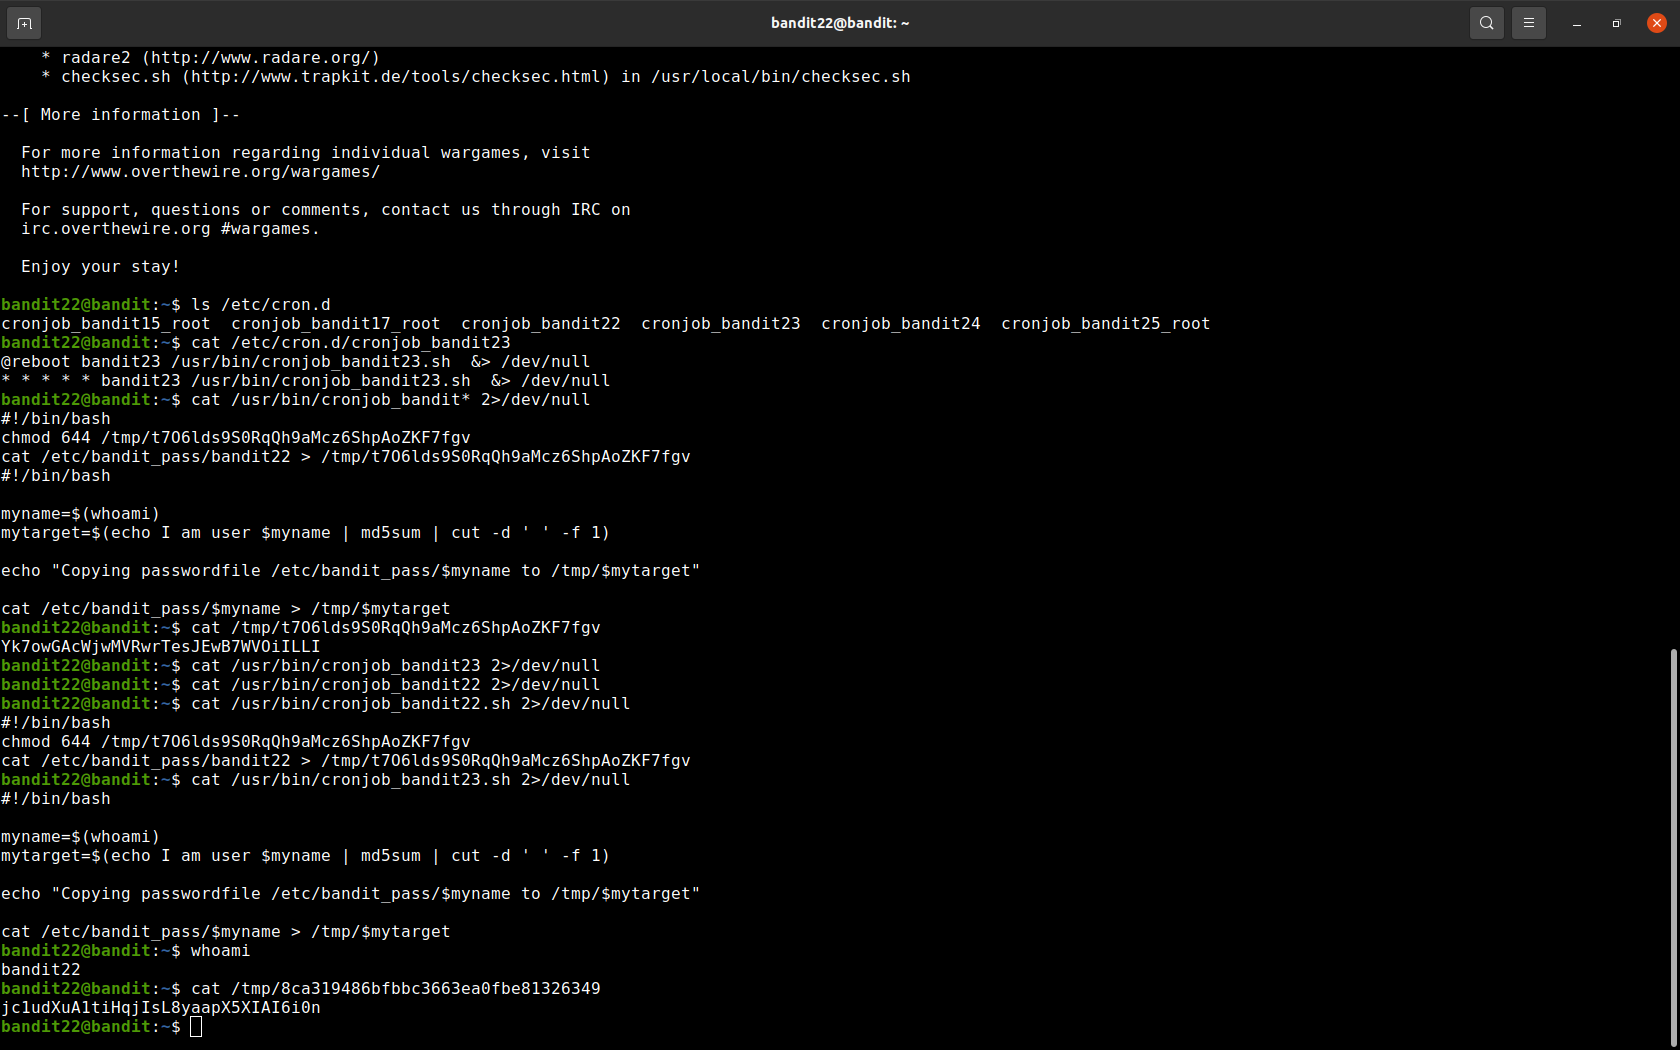 bandit22@bandit: ~
* radare2 (http://www.radare.org/)
* checksec.sh (http://www.trapkit.de/tools/checksec.html) in /usr/local/bin/checksec.sh
--[ More information ]--
For more information regarding individual wargames, visit
http://www.overthewire.org/wargames/
For support, questions or comments, contact us through IRC on
irc.overthewire.org #wargames.
Enjoy your stay!
bandit22@bandit:~$ ls /etc/cron.d
cronjob_bandit15_root  cronjob_bandit17_root  cronjob_bandit22  cronjob_bandit23  cronjob_bandit24  cronjob_bandit25_root
bandit22@bandit:~$ cat /etc/cron.d/cronjob_bandit23
@reboot bandit23 /usr/bin/cronjob_bandit23.sh  &> /dev/null
* * * * * bandit23 /usr/bin/cronjob_bandit23.sh  &> /dev/null
bandit22@bandit:~$ cat /usr/bin/cronjob_bandit* 2>/dev/null
#!/bin/bash
chmod 644 /tmp/t7O6lds9S0RqQh9aMcz6ShpAoZKF7fgv
cat /etc/bandit_pass/bandit22 > /tmp/t7O6lds9S0RqQh9aMcz6ShpAoZKF7fgv
#!/bin/bash
myname=$(whoami)
mytarget=$(echo I am user $myname | md5sum | cut -d ' ' -f 1)
echo "Copying passwordfile /etc/bandit_pass/$myname to /tmp/$mytarget"
cat /etc/bandit_pass/$myname > /tmp/$mytarget
bandit22@bandit:~$ cat /tmp/t7O6lds9S0RqQh9aMcz6ShpAoZKF7fgv
Yk7owGAcWjwMVRwrTesJEwB7WVOiILLI
bandit22@bandit:~$ cat /usr/bin/cronjob_bandit23 2>/dev/null
bandit22@bandit:~$ cat /usr/bin/cronjob_bandit22 2>/dev/null
bandit22@bandit:~$ cat /usr/bin/cronjob_bandit22.sh 2>/dev/null
#!/bin/bash
chmod 644 /tmp/t7O6lds9S0RqQh9aMcz6ShpAoZKF7fgv
cat /etc/bandit_pass/bandit22 > /tmp/t7O6lds9S0RqQh9aMcz6ShpAoZKF7fgv
bandit22@bandit:~$ cat /usr/bin/cronjob_bandit23.sh 2>/dev/null
#!/bin/bash
myname=$(whoami)
mytarget=$(echo I am user $myname | md5sum | cut -d ' ' -f 1)
echo "Copying passwordfile /etc/bandit_pass/$myname to /tmp/$mytarget"
cat /etc/bandit_pass/$myname > /tmp/$mytarget
bandit22@bandit:~$ whoami
bandit22
bandit22@bandit:~$ cat /tmp/8ca319486bfbbc3663ea0fbe81326349
jc1udXuA1tiHqjIsL8yaapX5XIAI6i0n
bandit22@bandit:~$